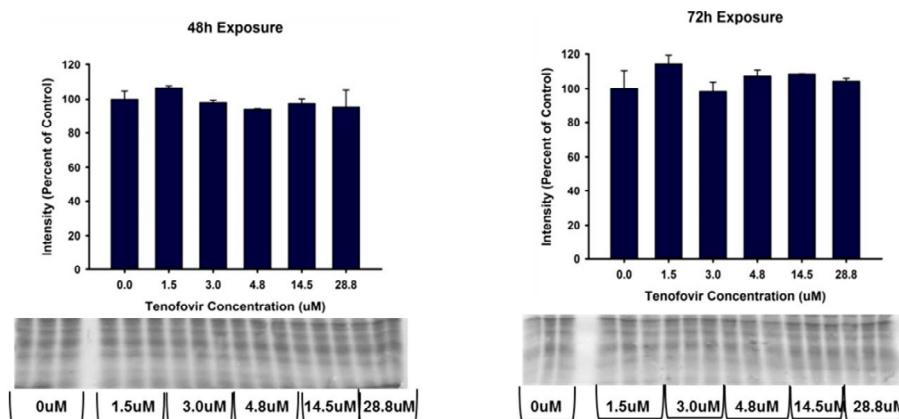 48h Exposure
Intensity (Percent of Control)
120
100
80
60
40
20
0
0.0 1.5 3.0 4.8 14.5 28.8
Tenofovir Concentration (uM)
0uM 1.5uM 3.0uM 4.8uM 14.5uM 28.8uM
72h Exposure
Intensity (Percent of Control)
120
100
80
60
40
20
0
0.0 1.5 3.0 4.8 14.5 28.8
Tenofovir Concentration (uM)
0uM 1.5uM 3.0uM 4.8uM 14.5uM 28.8uM